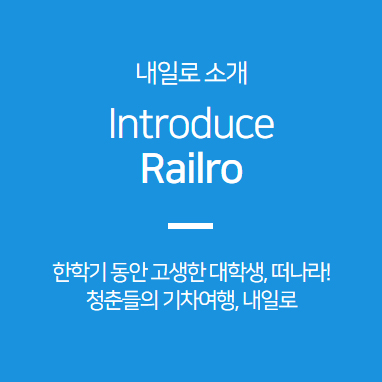 내일로 소개
Introduce
Railro
한학기 동안 고생한 대학생, 떠나라!
청춘들의 기차여행, 내일로